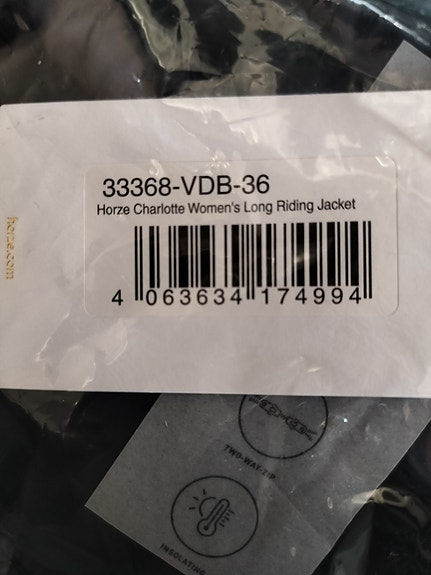 33368-VDB-36
Horze Charlotte Women's Long Riding Jacket
4 063634 174994
horze.com
TWO-WAY-ZIP
INSULATING